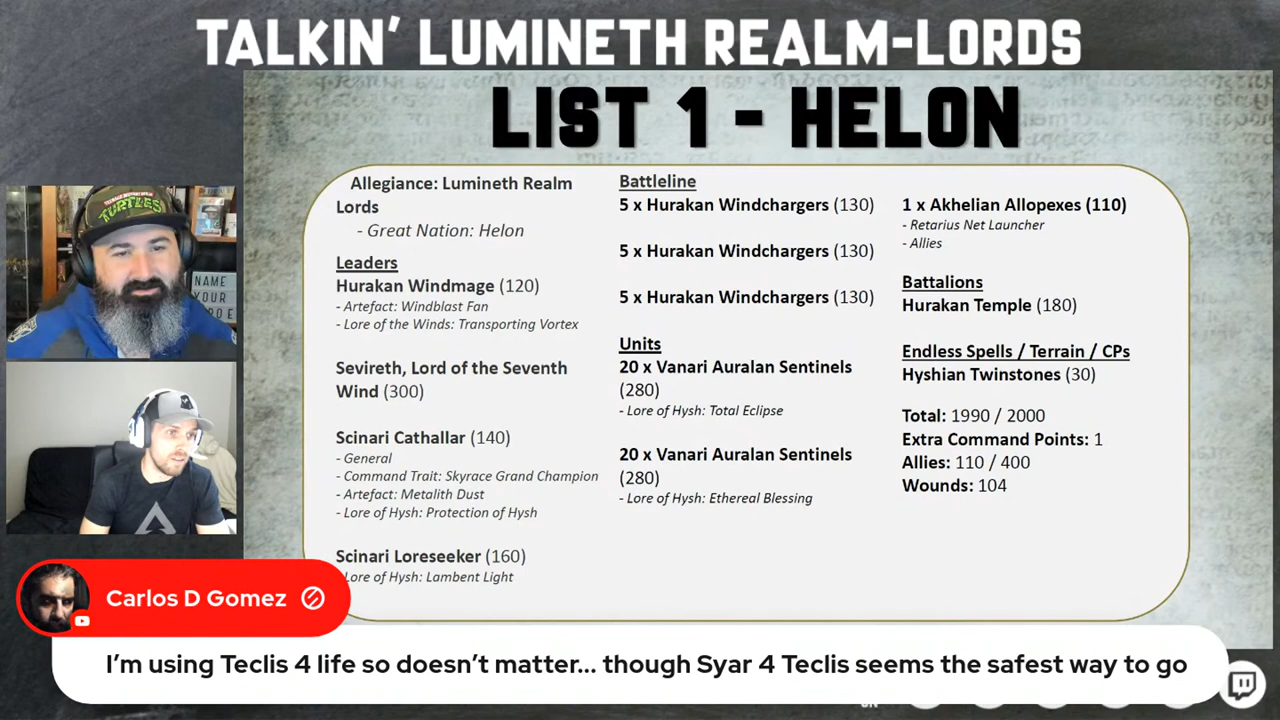 TALKIN' LUMINETH REALM-LORDS
LIST 1 - HELON
Allegiance: Lumineth Realm
Lords
- Great Nation: Helon
Leaders
Hurakan Windmage (120)
- Artefact: Windblast Fan
- Lore of the Winds: Transporting Vortex
Sevireth, Lord of the Seventh
Wind (300)
Scinari Cathallar (140)
- General
- Command Trait: Skyrace Grand Champion
- Artefact: Metalith Dust
- Lore of Hysh: Protection of Hysh
Scinari Loreseeker (160)
Lore of Hysh: Lambent Light
Battleline
5 x Hurakan Windchargers (130)
5 x Hurakan Windchargers (130)
5 x Hurakan Windchargers (130)
Units
20 x Vanari Auralan Sentinels
(280)
- Lore of Hysh: Total Eclipse
20 x Vanari Auralan Sentinels
(280)
- Lore of Hysh: Ethereal Blessing
1 x Akhelian Allopexes (110)
- Retarius Net Launcher
- Allies
Battalions
Hurakan Temple (180)
Endless Spells / Terrain / CPs
Hyshian Twinstones (30)
Total: 1990 / 2000
Extra Command Points: 1
Allies: 110 / 400
Wounds: 104
TURTLES
NAME
YOUR
Carlos D Gomez
I'm using Teclis 4 life so doesn't matter... though Syar 4 Teclis seems the safest way to go